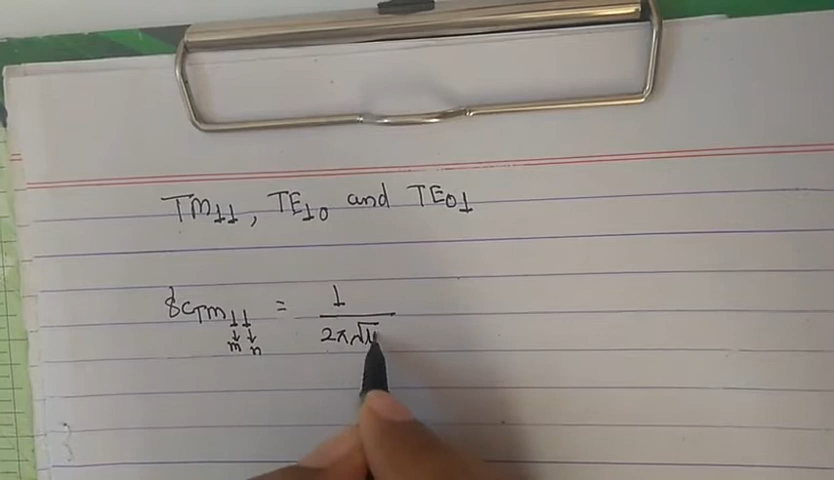 TM11, TE10 and TE01
fcTM11 = 1
2π√μ
m n